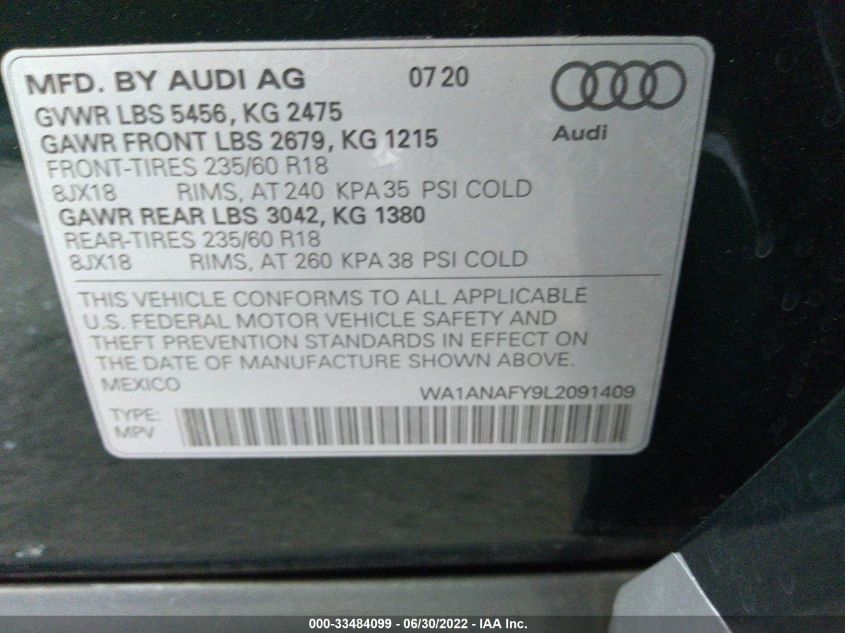 MFD. BY AUDI AG 07 20
GVWR LBS 5456, KG 2475
GAWR FRONT LBS 2679, KG 1215
Audi
FRONT-TIRES 235/60 R18
8JX18 RIMS, AT 240 KPA 35 PSI COLD
GAWR REAR LBS 3042, KG 1380
REAR-TIRES 235/60 R18
8JX18 RIMS, AT 260 KPA 38 PSI COLD
THIS VEHICLE CONFORMS TO ALL APPLICABLE
U.S. FEDERAL MOTOR VEHICLE SAFETY AND
THEFT PREVENTION STANDARDS IN EFFECT ON
THE DATE OF MANUFACTURE SHOWN ABOVE.
MEXICO
WA1ANAFY9L2091409
TYPE:
MPV
000-33484099 - 06/30/2022 - IAA Inc.